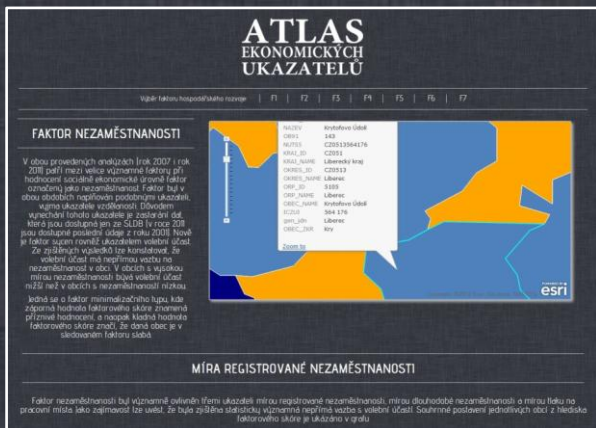 ATLAS
EKONOMICKÝCH
UKAZATELŮ
Výběr faktoru hospodářského rozvoje | F1 | F2 | F3 | F4 | F5 | F6 | F7
FAKTOR NEZAMĚSTNANOSTI
V obou provedených analýzách (rok 2007 i rok
2011) patří mezi velice významné faktory při
hodnocení sociálně ekonomické úrovně faktor
označený jako nezaměstnanost. Faktor byl v
obou obdobích naplňován podobnými ukazateli,
vyjma ukazatele vzdělanosti. Důvodem
vynechání tohoto ukazatele je zastarání dat,
která jsou dostupná jen ze SLDB (v roce 2011
jsou dostupné poslední údaje z roku 2001). Nově
je faktor sycen rovněž ukazatelem volební účast.
Ze zjištěných výsledků lze konstatovat, že
volební účast má nepřímou vazbu na
nezaměstnanost v obci. V obcích s vysokou
mírou nezaměstnanosti bývá volební účast
nižší než v obcích s nezaměstnaností nízkou.
Jedná se o faktor minimalizačního typu, kde
záporná hodnota faktorového skóre znamená
příznivé hodnocení, a naopak kladná hodnota
faktorového skóre značí, že daná obec je v
sledovaném faktoru slabá.
NAZEV Kryštofovo Údolí
OB91 143
NUTS5 CZ0513564176
KRAJ_ID CZ051
KRAJ_NAME Liberecký kraj
OKRES_ID CZ0513
OKRES_NAME Liberec
ORP_ID 5105
ORP_NAME Liberec
OBEC_NAME Kryštofovo Údolí
ICZUJ 564 176
Liberec
Kry
Zoom to
esri
MÍRA REGISTROVANÉ NEZAMĚSTNANOSTI
Faktor nezaměstnanosti byl významně ovlivněn třemi ukazateli mírou registrované nezaměstnanosti, mírou dlouhodobé nezaměstnanosti a mírou tlaku na
pracovní místa. Jako zajímavost lze uvést, že byla zjištěna statisticky významná nepřímá vazba s volební účastí. Souhrnné postavení jednotlivých obcí z hlediska
faktorového skóre je ukázáno v grafu